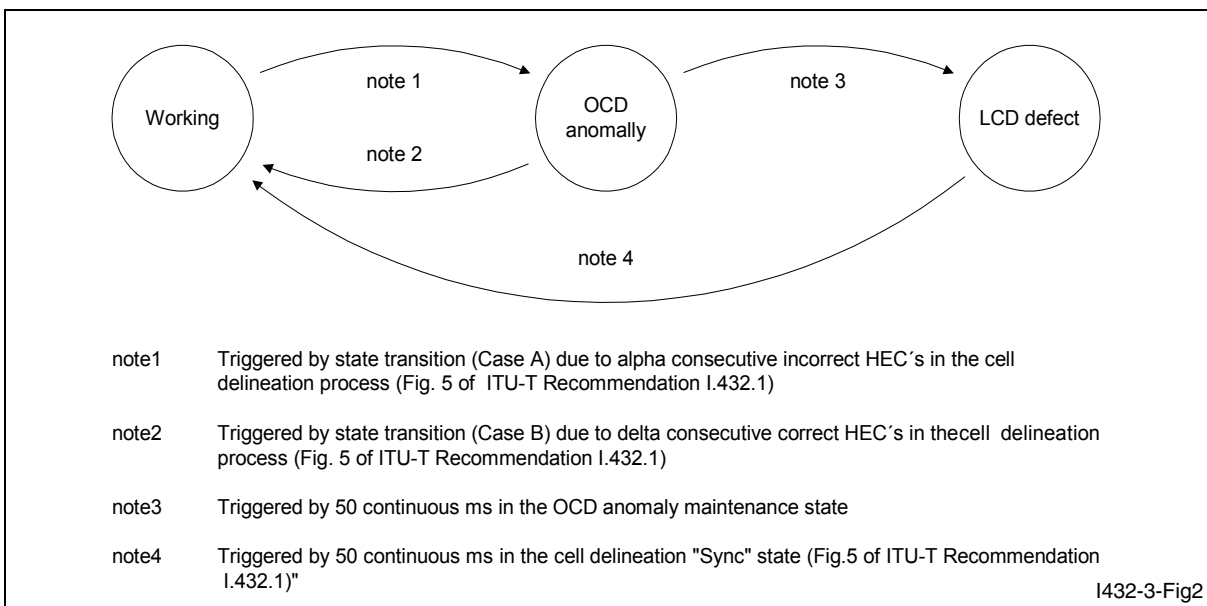 note 1
note 3
Working
OCD
anomally
LCD defect
note 2
note 4
note1 Triggered by state transition (Case A) due to alpha consecutive incorrect HEC´s in the cell
delineation process (Fig. 5 of ITU-T Recommendation I.432.1)
note2 Triggered by state transition (Case B) due to delta consecutive correct HEC´s in thecell delineation
process (Fig. 5 of ITU-T Recommendation I.432.1)
note3 Triggered by 50 continuous ms in the OCD anomaly maintenance state
note4 Triggered by 50 continuous ms in the cell delineation "Sync" state (Fig.5 of ITU-T Recommendation
I.432.1)"
I432-3-Fig2